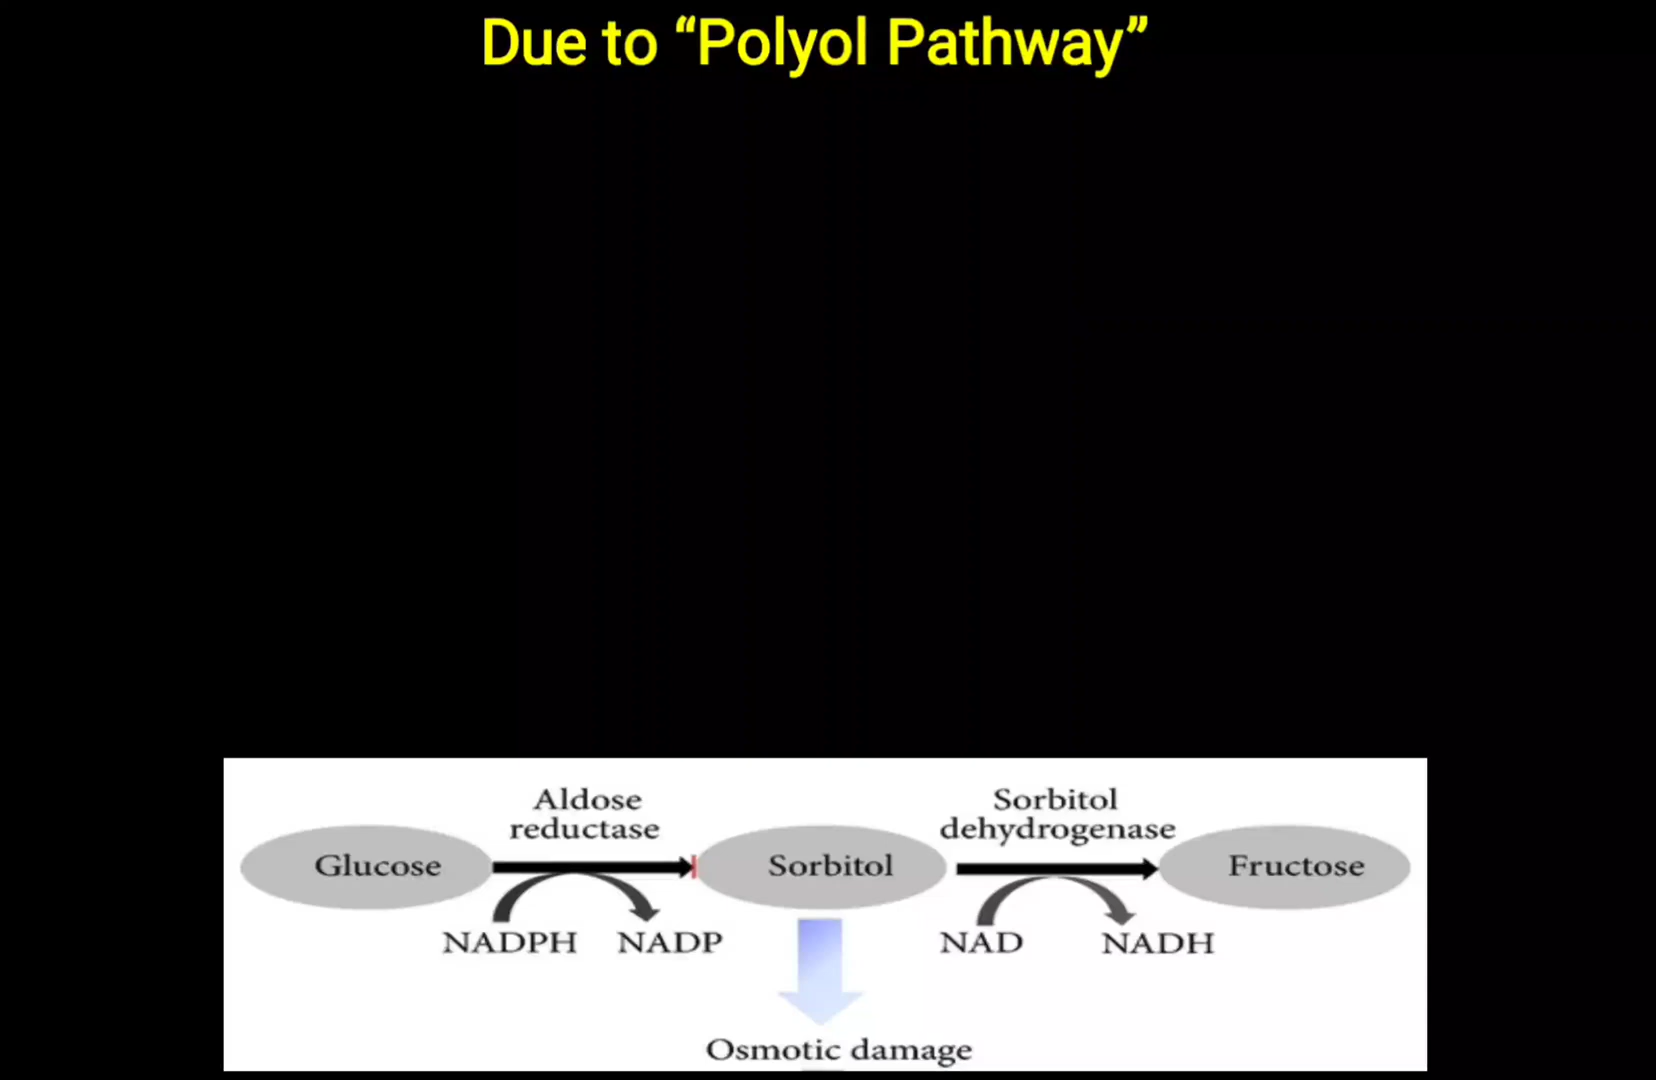 Due to “Polyol Pathway”
Aldose
reductase
Sorbitol
dehydrogenase
Glucose
Sorbitol
Fructose
NADPH
NADP
NAD
NADH
Osmotic damage